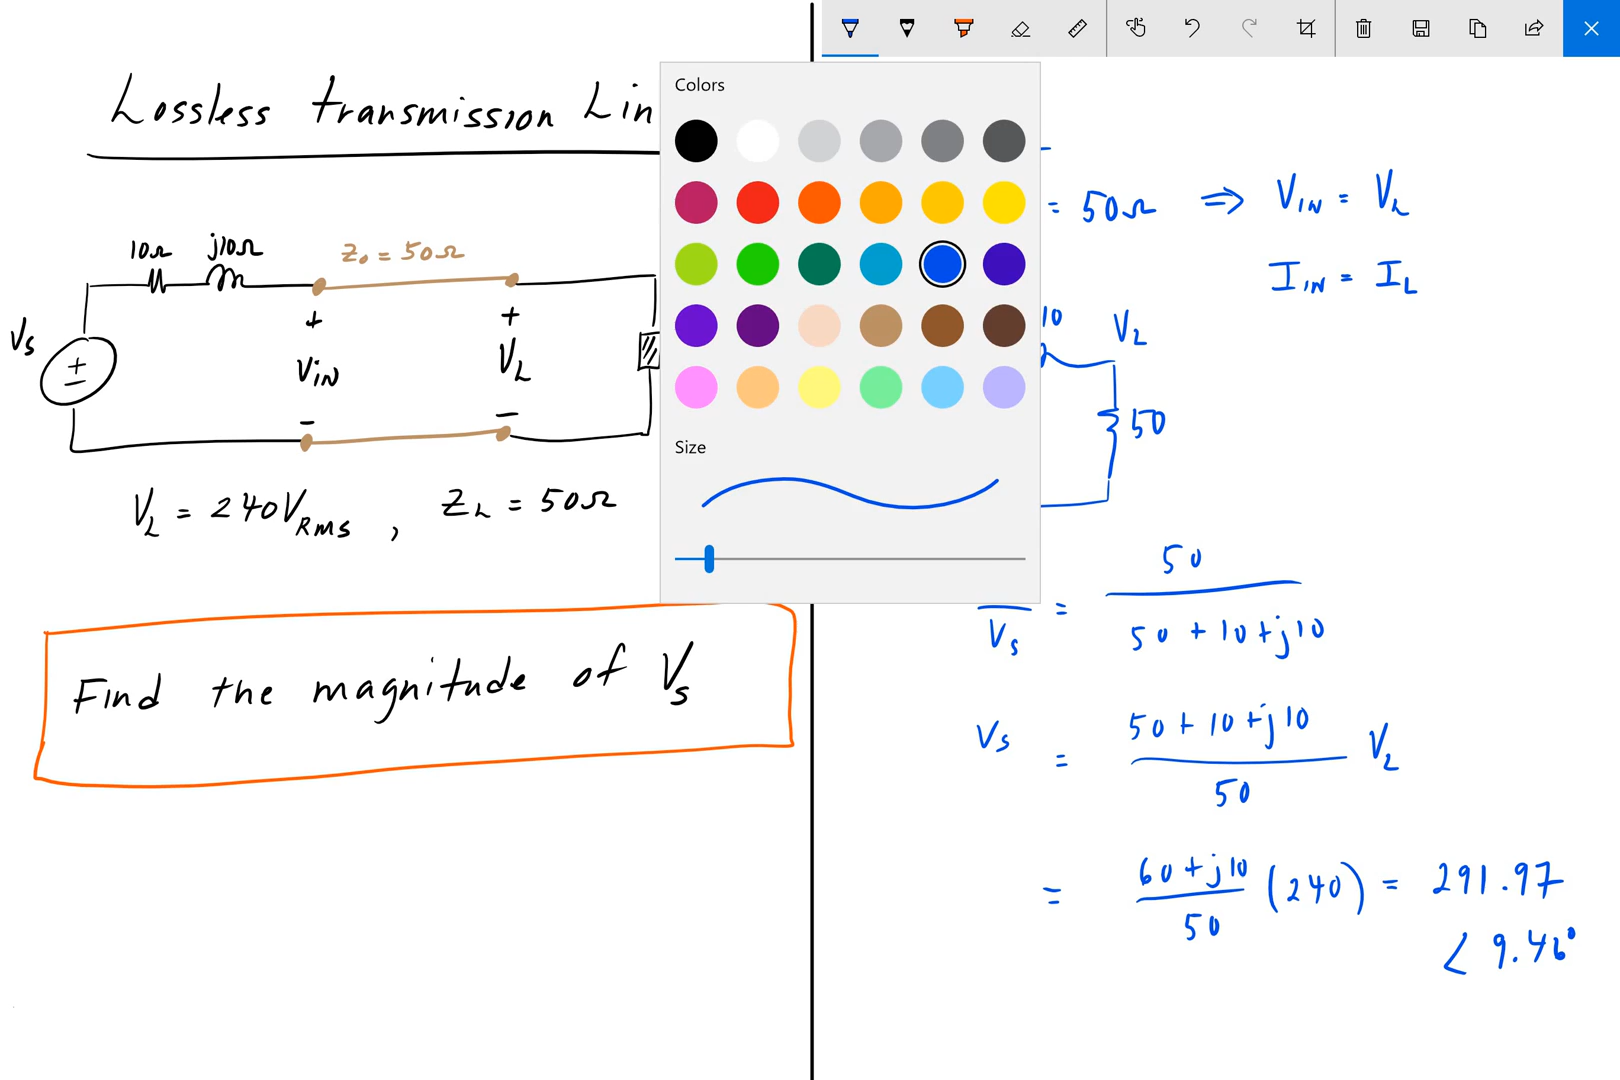 Lossless transmission Lin
10Ω j10Ω Z₀ = 50Ω
Vs
+
−
+
VIN
−
+
VL
−
VL = 240VRMS , ZL = 50Ω
Find the magnitude of Vs
Colors
Size
= 50Ω ⇒ VIN = VL
IIN = IL
10 VL
50
Vs = 50 / 50 + 10 + j10
Vs = 50 + 10 + j10 / 50 VL
= 60 + j10 / 50 (240) = 291.97
∠ 9.46°